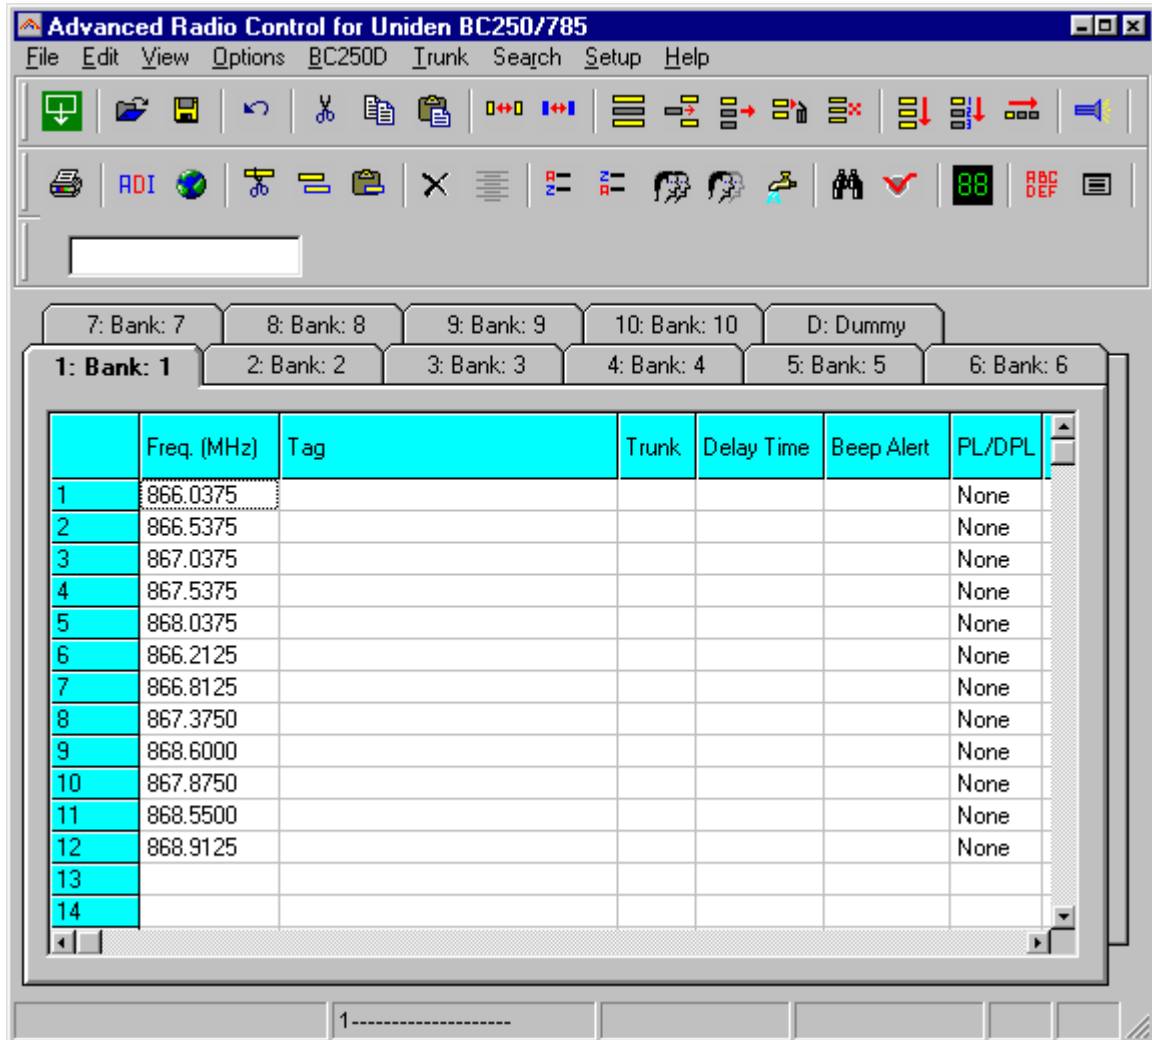 Advanced Radio Control for Uniden BC250/785
File Edit View Options BC250D Trunk Search Setup Help
ADI 88 ABC DEF
7: Bank: 7 8: Bank: 8 9: Bank: 9 10: Bank: 10 D: Dummy
1: Bank: 1 2: Bank: 2 3: Bank: 3 4: Bank: 4 5: Bank: 5 6: Bank: 6
Freq. (MHz) Tag Trunk Delay Time Beep Alert PL/DPL
1 866.0375 None
2 866.5375 None
3 867.0375 None
4 867.5375 None
5 868.0375 None
6 866.2125 None
7 866.8125 None
8 867.3750 None
9 868.6000 None
10 867.8750 None
11 868.5500 None
12 868.9125 None
13
14
1--------------------